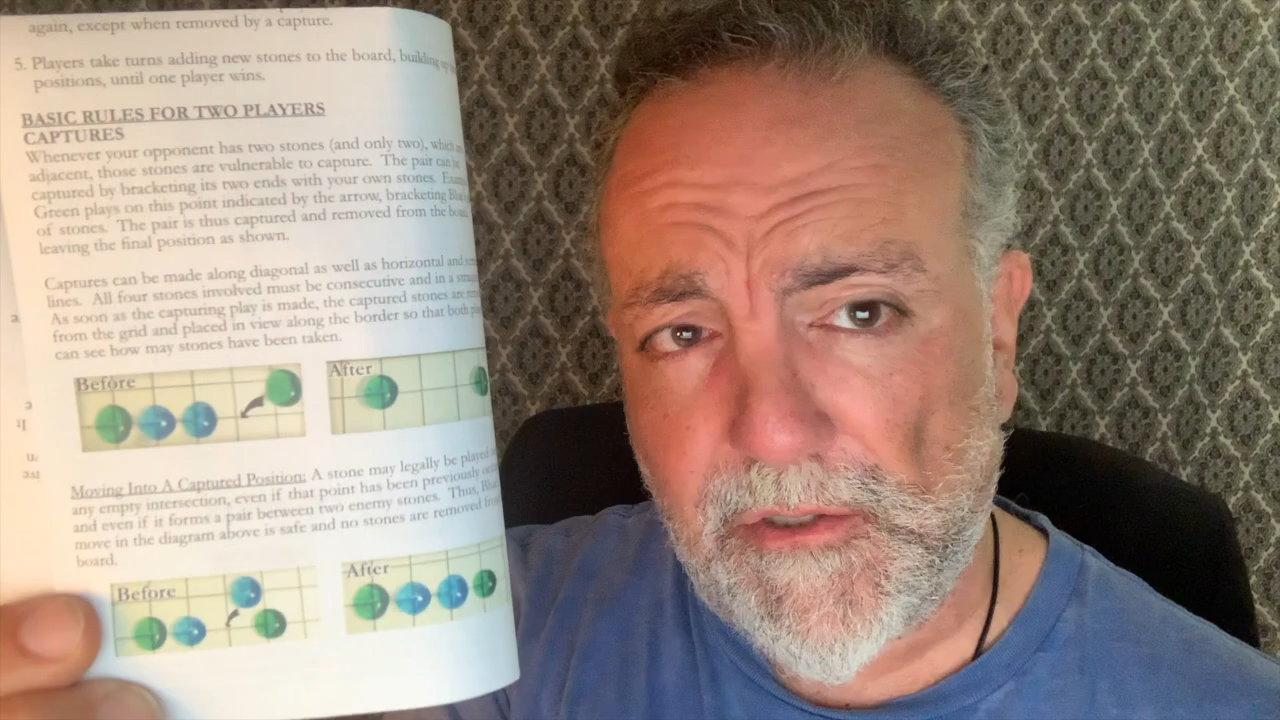 again, except when removed by a capture.
5. Players take turns adding new stones to the board, building
positions, until one player wins.
BASIC RULES FOR TWO PLAYERS
CAPTURES
Whenever your opponent has two stones (and only two),
adjacent, those stones are vulnerable to capture. The pair can
captured by bracketing its two ends with your own stones.
Green plays on this point indicated by the arrow, bracketing
of stones. The pair is thus captured and removed from the
leaving the final position as shown.
Captures can be made along diagonal as well as horizontal and
lines. All four stones involved must be consecutive and in a
As soon as the capturing play is made, the captured stones are
from the grid and placed in view along the border so that both
can see how may stones have been taken.
Before
After
Moving Into A Captured Position: A stone may legally be played
any empty intersection, even if that point has been previously
and even if it forms a pair between two enemy stones. Thus,
move in the diagram above is safe and no stones are removed
board.
Before
After